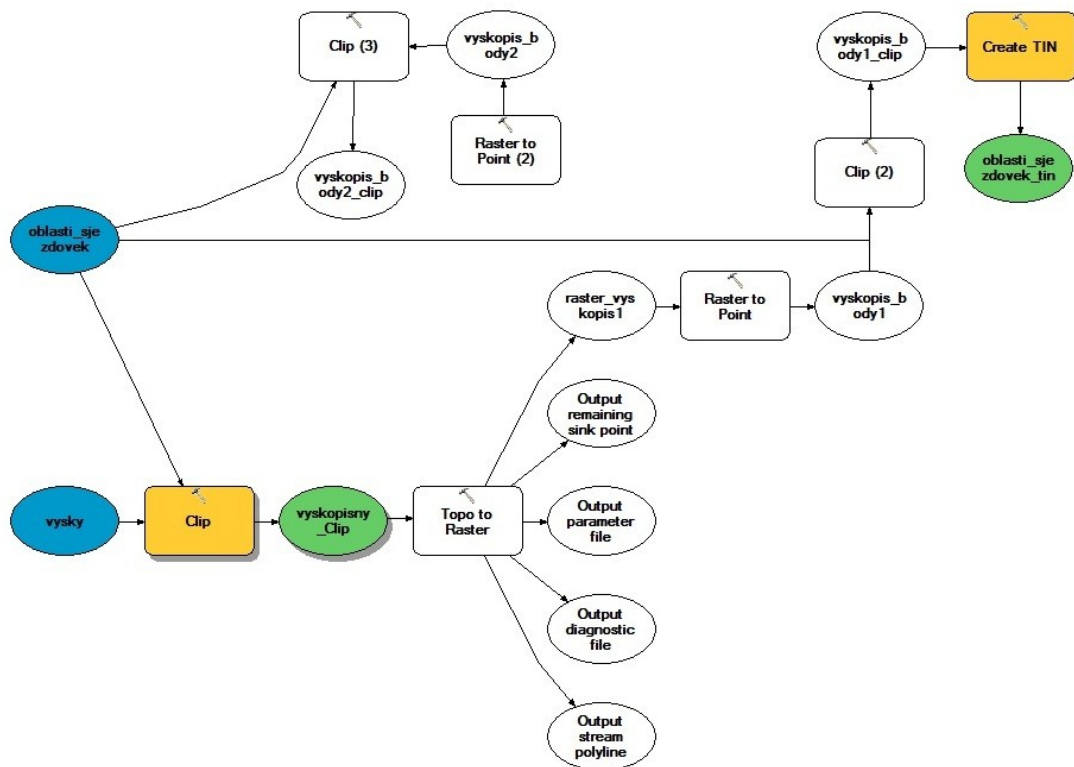 Clip (3)
vyskopis_b
ody2
vyskopis_b
ody1_clip
Create TIN
Raster to
Point (2)
vyskopis_b
ody2_clip
Clip (2)
oblasti_sje
zdovek_tin
oblasti_sje
zdovek
raster_vys
kopis1
Raster to
Point
vyskopis_b
ody1
Output
remaining
sink point
vysky
Clip
vyskopisny
_Clip
Topo to
Raster
Output
parameter
file
Output
diagnostic
file
Output
stream
polyline